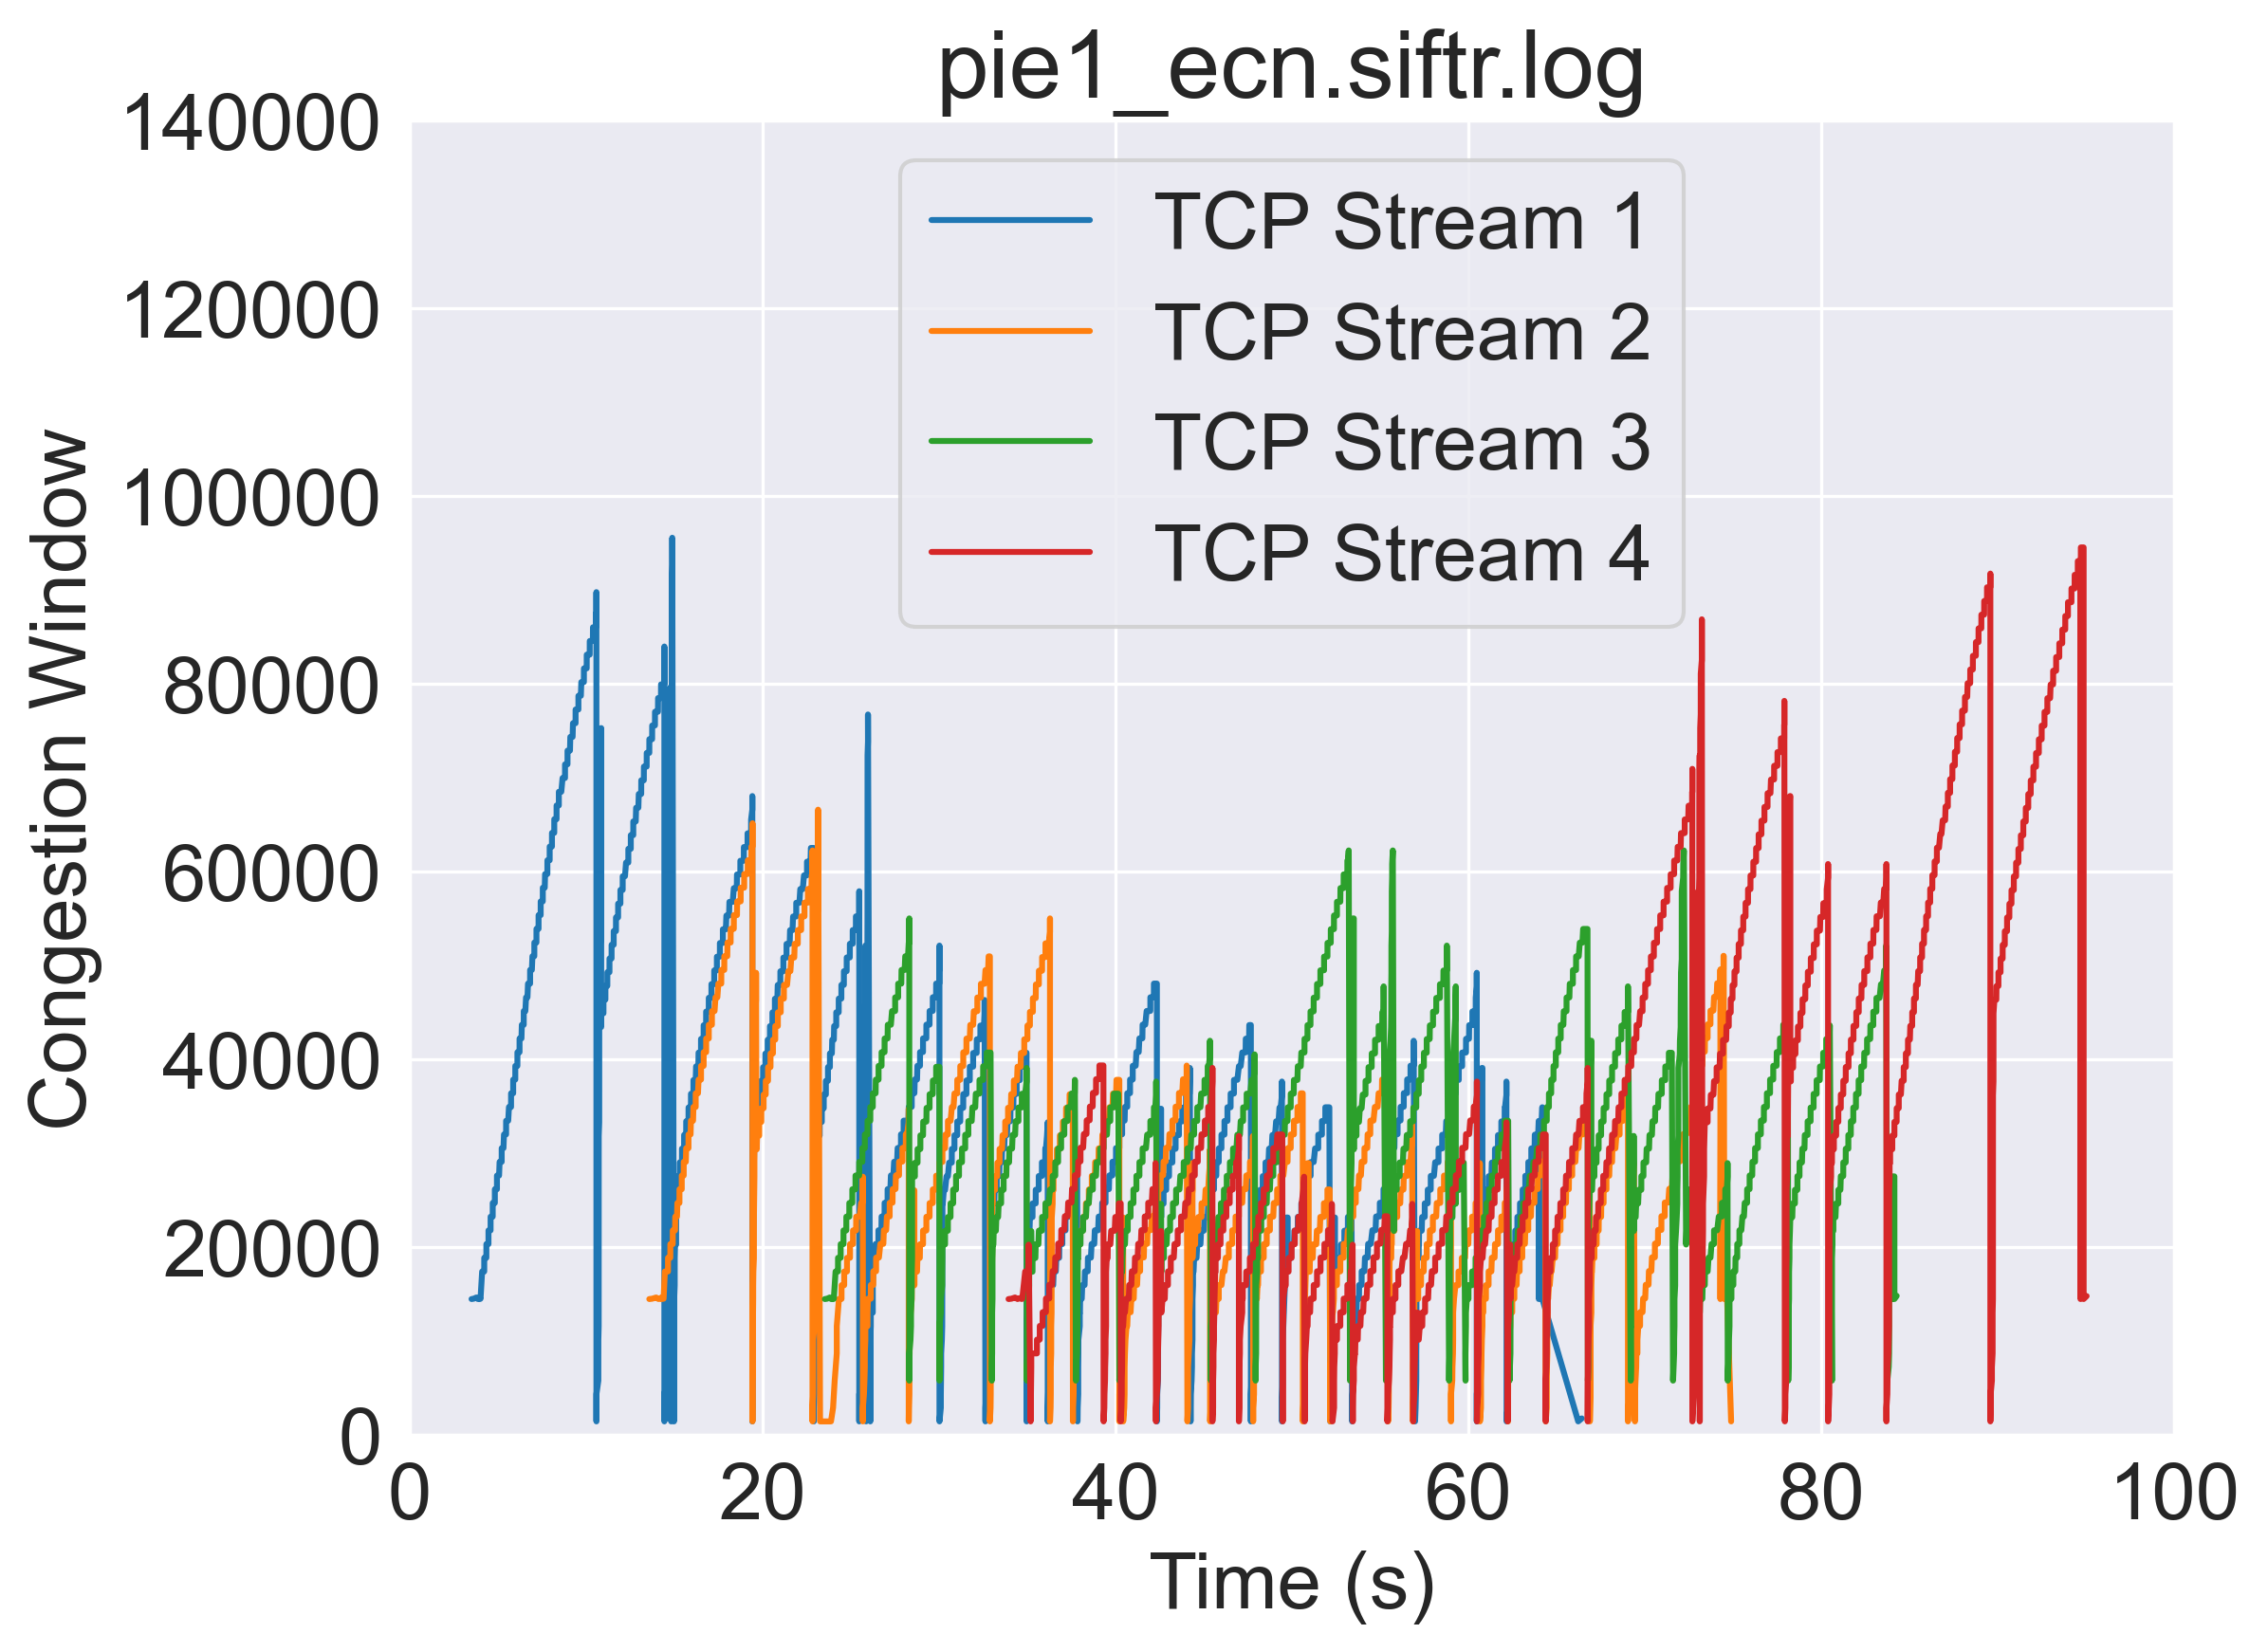 pie1_ecn.siftr.log
140000
120000
100000
80000
60000
40000
20000
0
Congestion Window
TCP Stream 1
TCP Stream 2
TCP Stream 3
TCP Stream 4
0 20 40 60 80 100
Time (s)